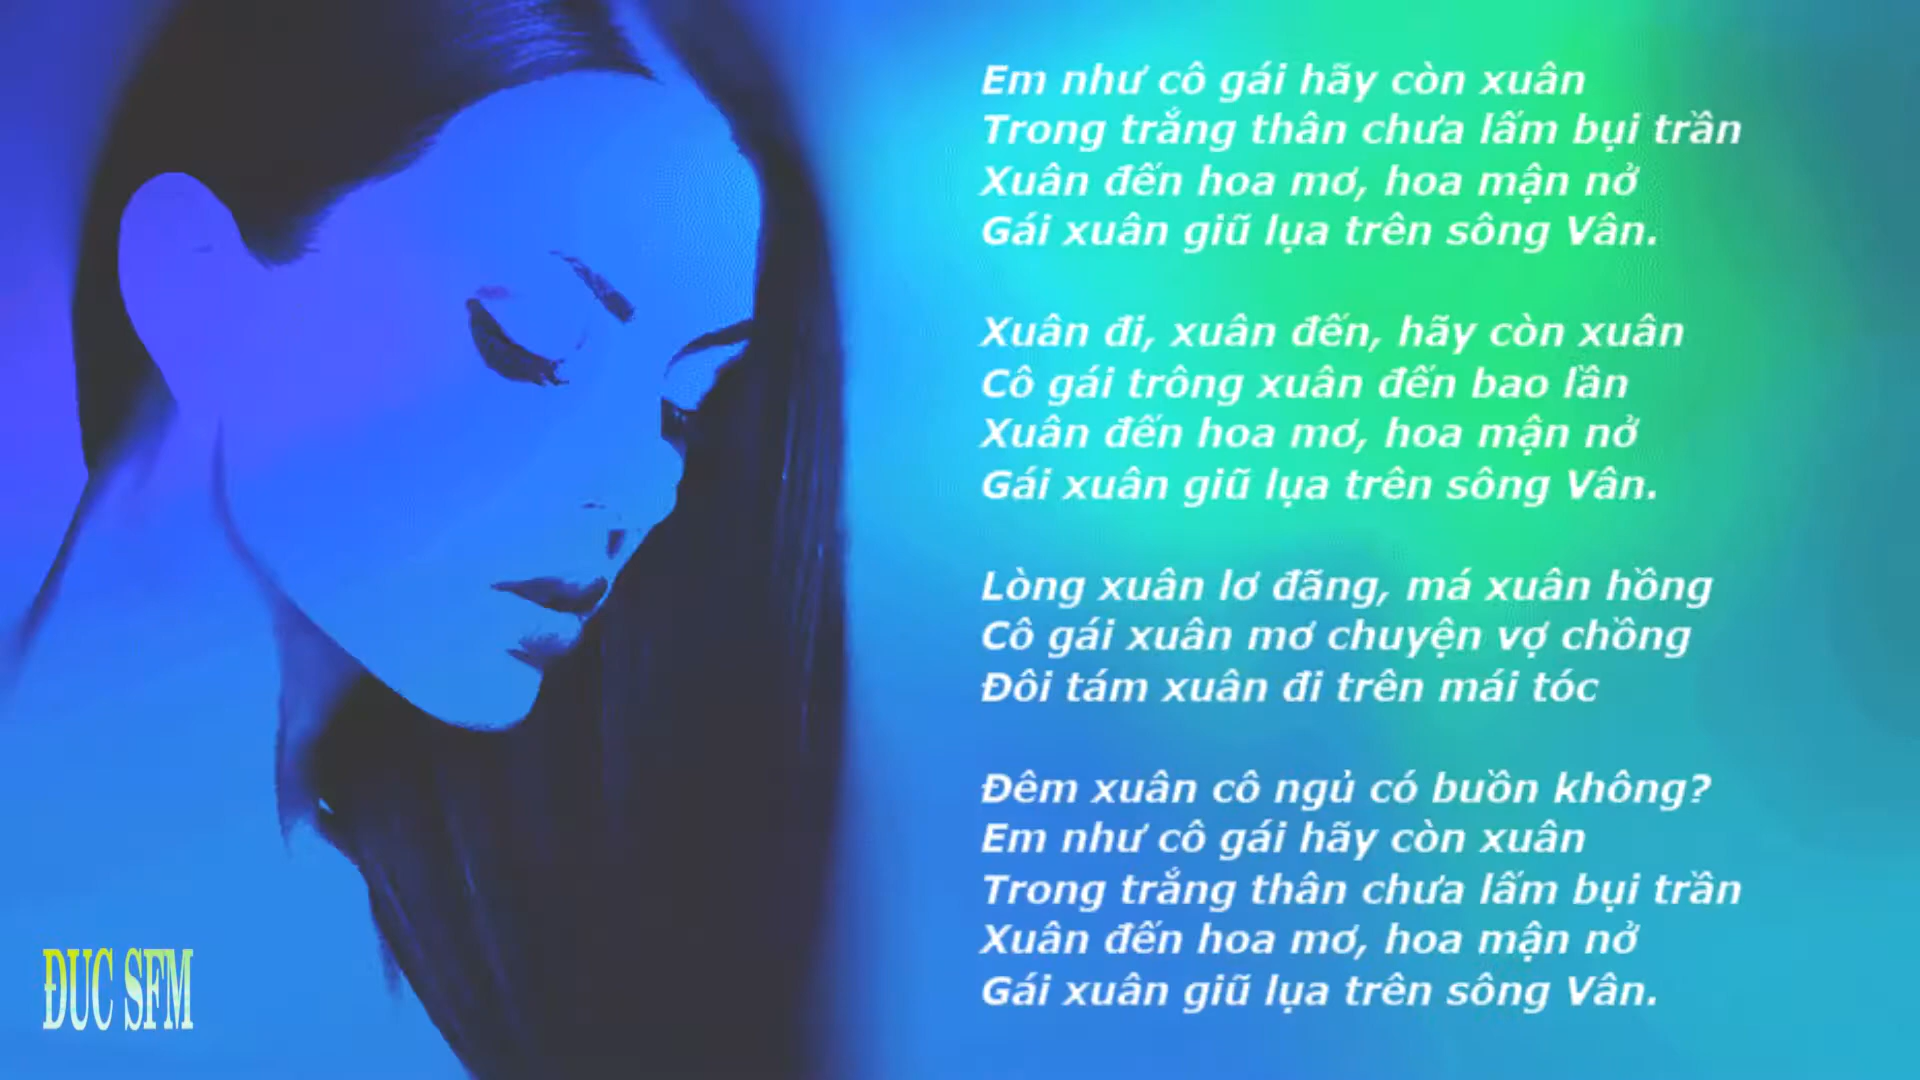 Em như cô gái hãy còn xuân
Trong trắng thân chưa lấm bụi trần
Xuân đến hoa mơ, hoa mận nở
Gái xuân giũ lụa trên sông Vân.
Xuân đi, xuân đến, hãy còn xuân
Cô gái trông xuân đến bao lần
Xuân đến hoa mơ, hoa mận nở
Gái xuân giũ lụa trên sông Vân.
Lòng xuân lơ đãng, má xuân hồng
Cô gái xuân mơ chuyện vợ chồng
Đôi tám xuân đi trên mái tóc
Đêm xuân cô ngủ có buồn không?
Em như cô gái hãy còn xuân
Trong trắng thân chưa lấm bụi trần
Xuân đến hoa mơ, hoa mận nở
Gái xuân giũ lụa trên sông Vân.
ĐUC SFM